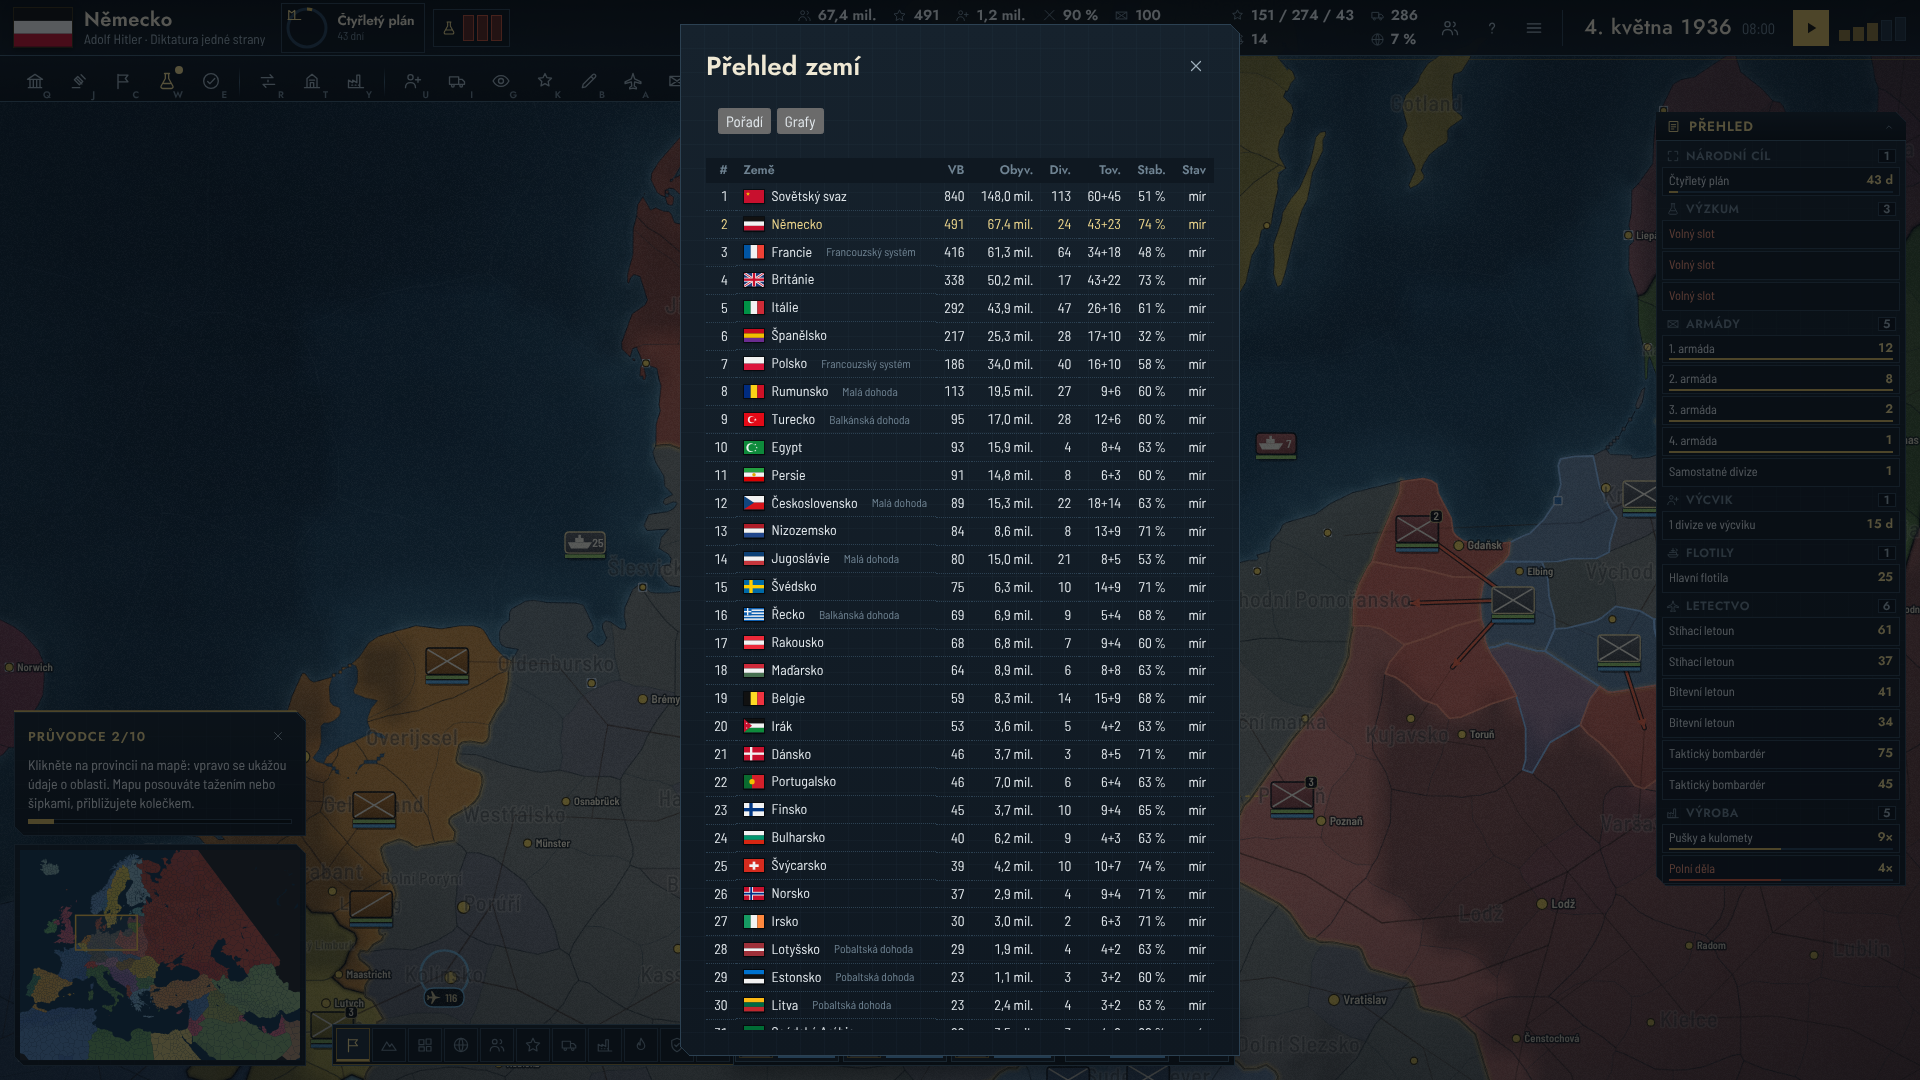 Německo
Adolf Hitler · Diktatura jedné strany
Čtyřletý plán
43 dní
67,4 mil. 491 1,2 mil. 90 % 100
151 / 274 / 43 286
14 7 %
4. května 1936 08:00
Q J C W E R T Y U I G K B A
Přehled zemí
Pořadí Grafy
# Země VB Obyv. Div. Tov. Stab. Stav
1 Sovětský svaz 840 148,0 mil. 113 60+45 51 % mír
2 Německo 491 67,4 mil. 24 43+23 74 % mír
3 Francie Francouzský systém 416 61,3 mil. 64 34+18 48 % mír
4 Británie 338 50,2 mil. 17 43+22 73 % mír
5 Itálie 292 43,9 mil. 47 26+16 61 % mír
6 Španělsko 217 25,3 mil. 28 17+10 32 % mír
7 Polsko Francouzský systém 186 34,0 mil. 40 16+10 58 % mír
8 Rumunsko Malá dohoda 113 19,5 mil. 27 9+6 60 % mír
9 Turecko Balkánská dohoda 95 17,0 mil. 28 12+6 60 % mír
10 Egypt 93 15,9 mil. 4 8+4 63 % mír
11 Persie 91 14,8 mil. 8 6+3 60 % mír
12 Československo Malá dohoda 89 15,3 mil. 22 18+14 63 % mír
13 Nizozemsko 84 8,6 mil. 8 13+9 71 % mír
14 Jugoslávie Malá dohoda 80 15,0 mil. 21 8+5 53 % mír
15 Švédsko 75 6,3 mil. 10 14+9 71 % mír
16 Řecko Balkánská dohoda 69 6,9 mil. 9 5+4 68 % mír
17 Rakousko 68 6,8 mil. 7 9+4 60 % mír
18 Maďarsko 64 8,9 mil. 6 8+8 63 % mír
19 Belgie 59 8,3 mil. 14 15+9 68 % mír
20 Irák 53 3,6 mil. 5 4+2 63 % mír
21 Dánsko 46 3,7 mil. 3 8+5 71 % mír
22 Portugalsko 46 7,0 mil. 6 6+4 63 % mír
23 Finsko 45 3,7 mil. 10 9+4 65 % mír
24 Bulharsko 40 6,2 mil. 9 4+3 63 % mír
25 Švýcarsko 39 4,2 mil. 10 10+7 74 % mír
26 Norsko 37 2,9 mil. 4 9+4 71 % mír
27 Irsko 30 3,0 mil. 2 6+3 71 % mír
28 Lotyšsko Pobaltská dohoda 29 1,9 mil. 4 4+2 63 % mír
29 Estonsko Pobaltská dohoda 23 1,1 mil. 3 3+2 60 % mír
30 Litva Pobaltská dohoda 23 2,4 mil. 4 3+2 63 % mír
PŘEHLED
NÁRODNÍ CÍL 1
Čtyřletý plán 43 d
VÝZKUM 3
Volný slot
Volný slot
Volný slot
ARMÁDY 5
1. armáda 12
2. armáda 8
3. armáda 2
4. armáda 1
Samostatné divize 1
VÝCVIK 1
1 divize ve výcviku 15 d
FLOTILY 1
Hlavní flotila 25
LETECTVO 6
Stíhací letoun 61
Stíhací letoun 37
Bitevní letoun 41
Bitevní letoun 34
Taktický bombardér 75
Taktický bombardér 45
VÝROBA 5
Pušky a kulomety 9×
Polní děla 4×
PRŮVODCE 2/10
Klikněte na provincii na mapě: vpravo se ukážou
údaje o oblasti. Mapu posouváte tažením nebo
šipkami, přibližujete kolečkem.
Gotland
7
25
2
Gdaňsk
Elbing
Norwich
Oldenbursko
Brémy
Overijssel
Kujavsko
Toruň
Osnabrück
Westfálsko
3
Poznaň
Münster
Dolní Porýní
Porúří
Lodž
Lodž
Radom
Lublin
Maastricht
116
Vratislav
Lutych
3
Kielce
Čenstochová
Dolní Slezsko